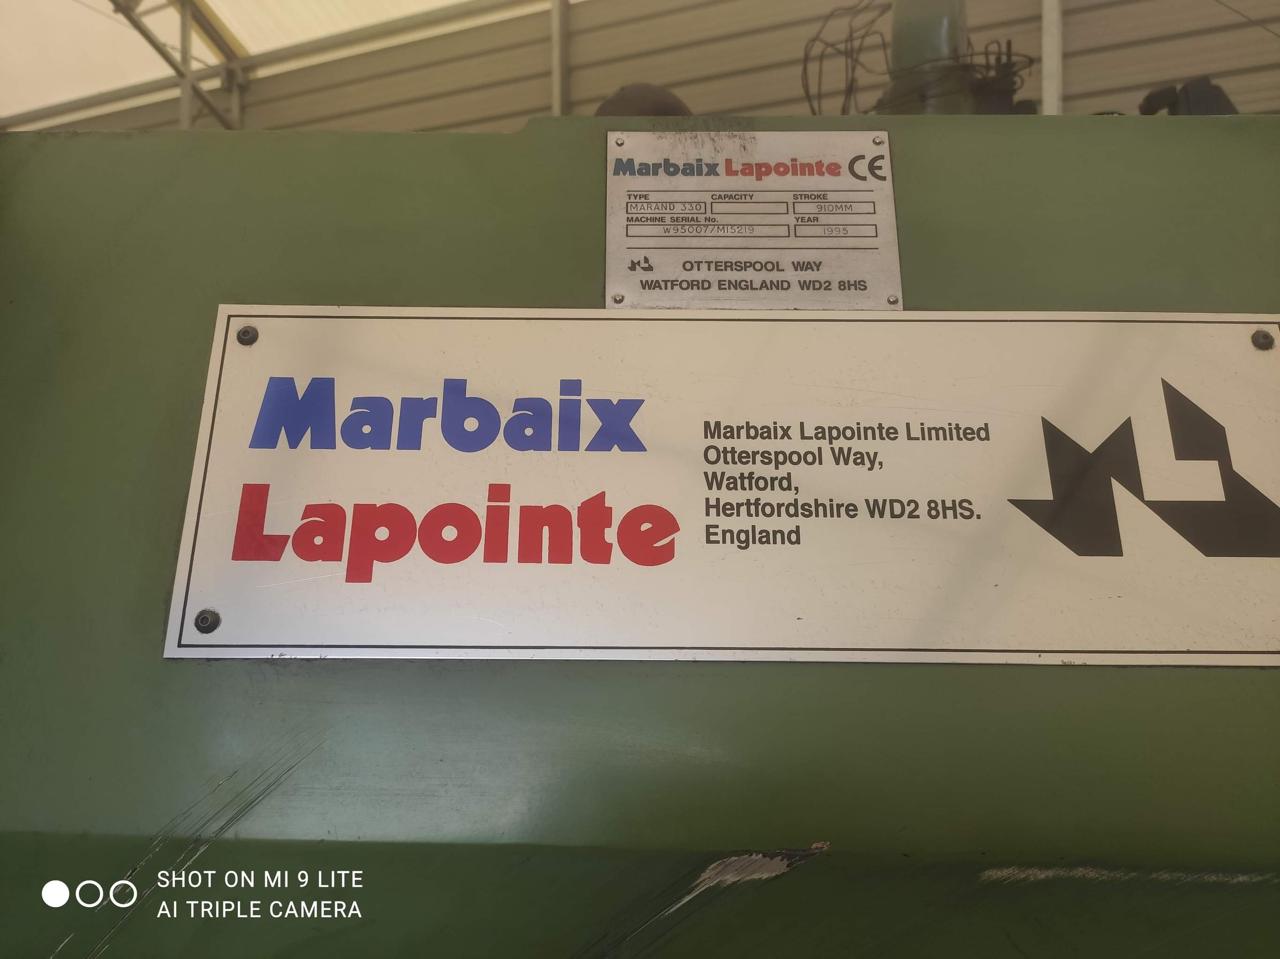 Marbaix Lapointe CE
TYPE CAPACITY STROKE
MARAND 330 910MM
MACHINE SERIAL No. YEAR
W95007/M15219 1995
OTTERSPOOL WAY
WATFORD ENGLAND WD2 8HS
Marbaix
Lapointe
Marbaix Lapointe Limited
Otterspool Way,
Watford,
Hertfordshire WD2 8HS.
England
SHOT ON MI 9 LITE
AI TRIPLE CAMERA